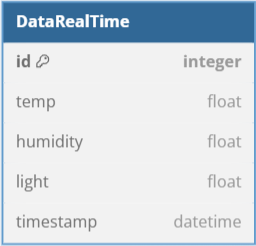 DataRealTime
id integer
temp float
humidity float
light float
timestamp datetime